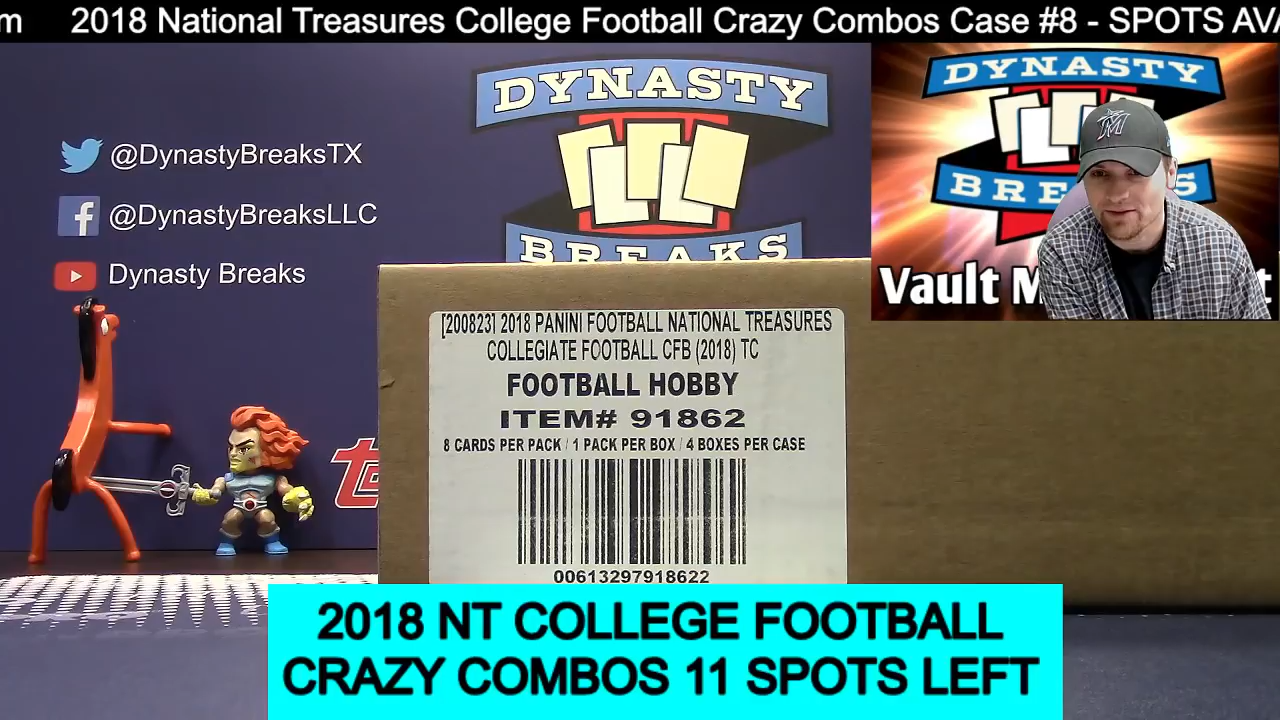 m 2018 National Treasures College Football Crazy Combos Case #8 - SPOTS AVA
DYNASTY
BREAKS
@DynastyBreaksTX
@DynastyBreaksLLC
Dynasty Breaks
DYNASTY
BRE S
Vault M t
[200823] 2018 PANINI FOOTBALL NATIONAL TREASURES
COLLEGIATE FOOTBALL CFB (2018) TC
FOOTBALL HOBBY
ITEM# 91862
8 CARDS PER PACK / 1 PACK PER BOX / 4 BOXES PER CASE
00613297918622
2018 NT COLLEGE FOOTBALL
CRAZY COMBOS 11 SPOTS LEFT